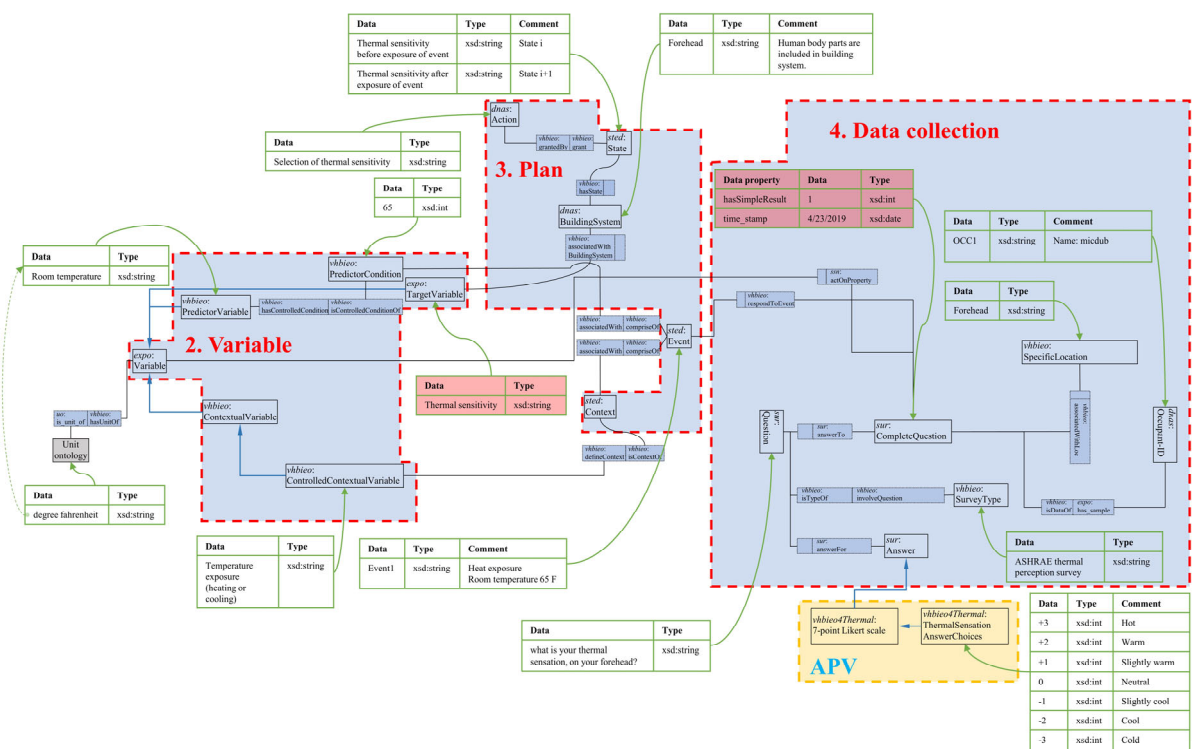 Data Type Comment
Thermal sensitivity before exposure of event xsd:string State i
Thermal sensitivity after exposure of event xsd:string State i+1
Data Type Comment
Forehead xsd:string Human body parts are included in building system.
dnas:
Action
vhbieo: vhbieo:
grantedBy grant
sted:
State
4. Data collection
Data Type
Selection of thermal sensitivity xsd:string
3. Plan
vhbieo:
hasState
Data property Data Type
hasSimpleResult 1 xsd:int
time_stamp 4/23/2019 xsd:date
Data Type
65 xsd:int
dnas:
BuildingSystem
vhbieo:
associatedWith
BuildingSystem
Data Type Comment
OCC1 xsd:string Name: micdub
Data Type
Room temperature xsd:string
vhbieo:
PredictorCondition
expo:
TargetVariable
ssn:
actOnProperty
vhbieo:
respondToEvent
Data Type
Forehead xsd:string
vhbieo:
PredictorVariable
vhbieo: vhbieo:
hasControlledCondition isControlledConditionOf
vhbieo: vhbieo:
associatedWith compriseOf
vhbieo: vhbieo:
associatedWith compriseOf
sted:
Event
2. Variable
expo:
Variable
vhbieo:
SpecificLocation
Data Type
Thermal sensitivity xsd:string
vhbieo:
ContextualVariable
sted:
Context
uo: vhbieo:
is_unit_of hasUnitOf
Unit
ontology
sur:
Question
sur:
answerTo
sur:
CompleteQuestion
vhbieo:
associatedWithLoc
dnas:
Occupant-ID
vhbieo: vhbieo:
defineContext isContextOf
vhbieo:
ControlledContextualVariable
vhbieo: vhbieo:
isTypeOf involveQuestion
vhbieo:
SurveyType
vhbieo: expo:
isDataOf has_sample
Data Type
degree fahrenheit xsd:string
sur:
answerFor
sur:
Answer
Data Type
Temperature exposure (heating or cooling) xsd:string
Data Type Comment
Event1 xsd:string Heat exposure
Room temperature 65 F
Data Type
ASHRAE thermal perception survey xsd:string
Data Type
what is your thermal sensation, on your forehead? xsd:string
vhbieo4Thermal:
7-point Likert scale
vhbieo4Thermal:
ThermalSensation
AnswerChoices
APV
Data Type Comment
+3 xsd:int Hot
+2 xsd:int Warm
+1 xsd:int Slightly warm
0 xsd:int Neutral
-1 xsd:int Slightly cool
-2 xsd:int Cool
-3 xsd:int Cold